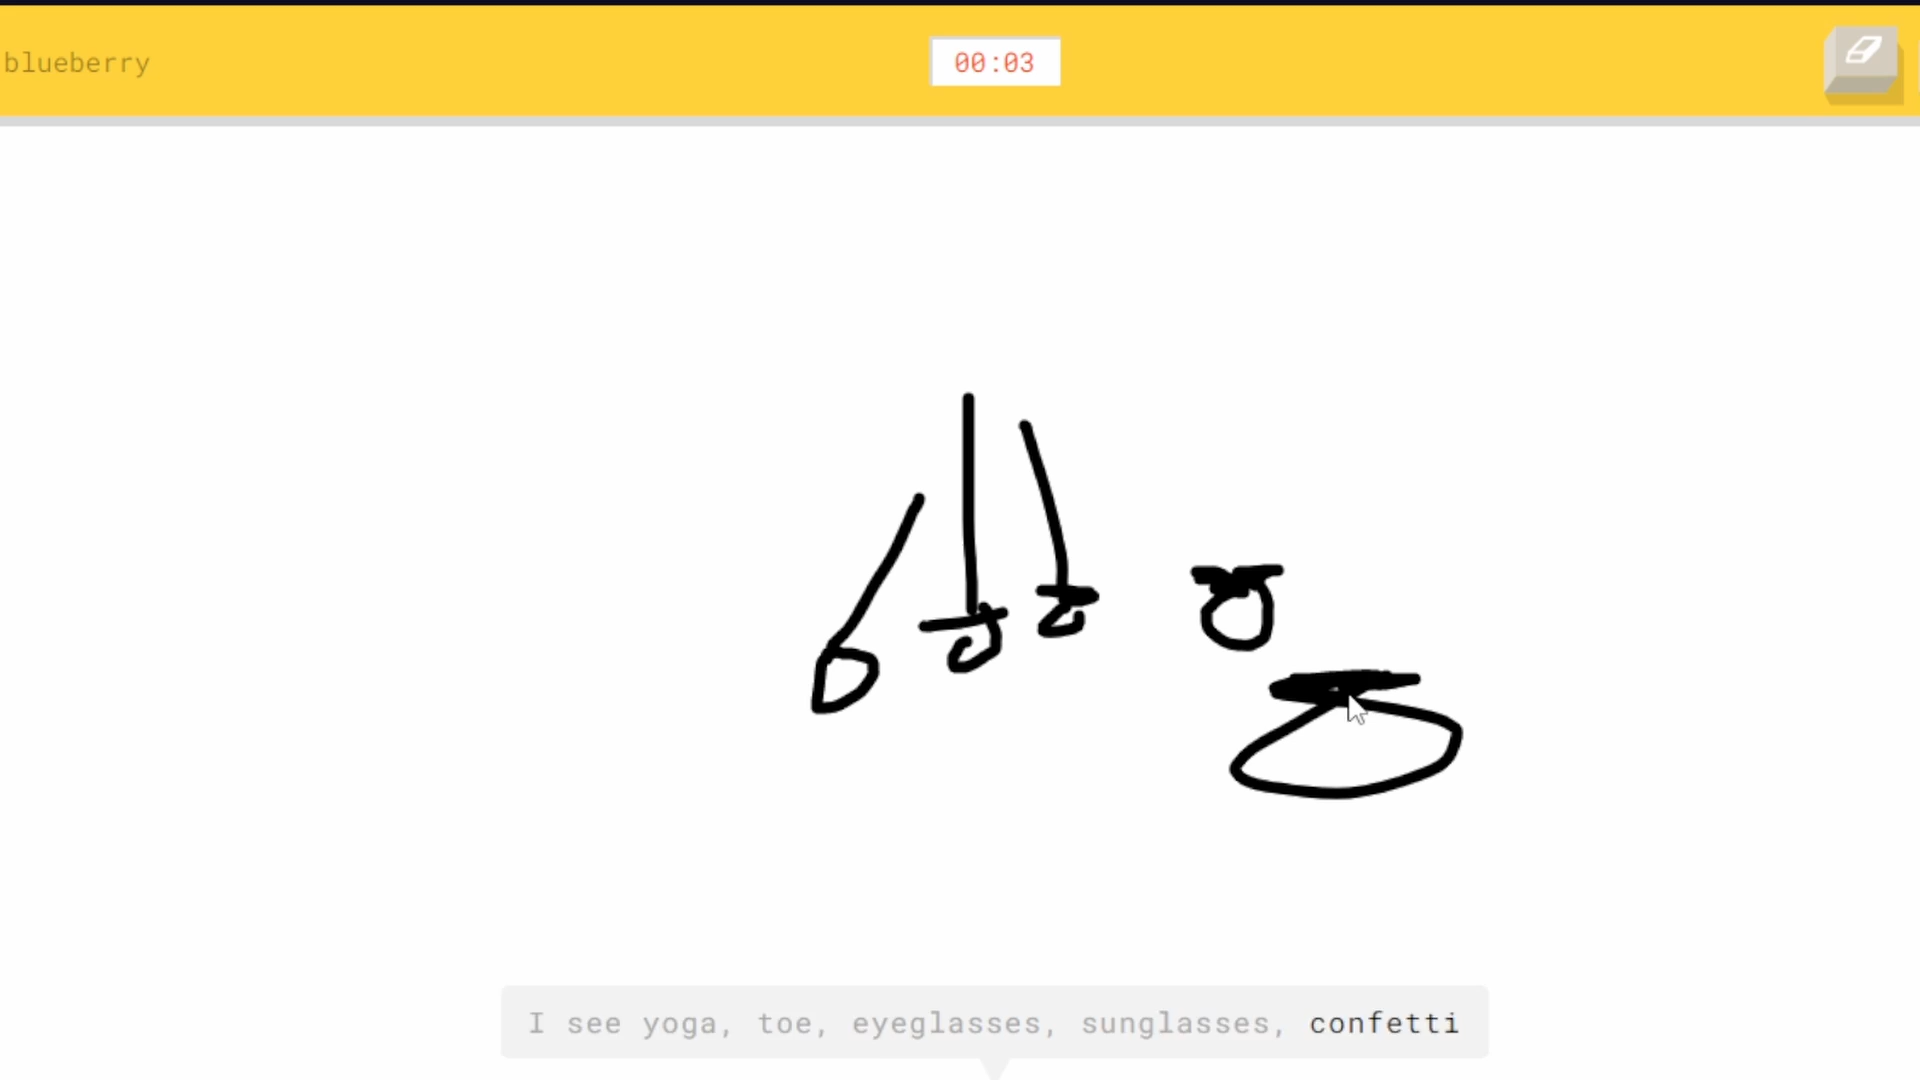 blueberry
00:03
I see yoga, toe, eyeglasses, sunglasses, confetti